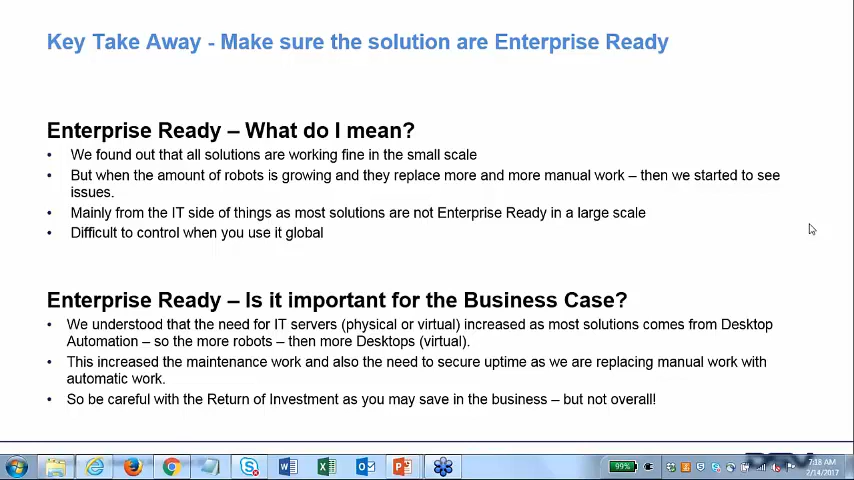 Key Take Away - Make sure the solution are Enterprise Ready
Enterprise Ready – What do I mean?
• We found out that all solutions are working fine in the small scale
• But when the amount of robots is growing and they replace more and more manual work – then we started to see
issues.
• Mainly from the IT side of things as most solutions are not Enterprise Ready in a large scale
• Difficult to control when you use it global
Enterprise Ready – Is it important for the Business Case?
• We understood that the need for IT servers (physical or virtual) increased as most solutions comes from Desktop
Automation – so the more robots – then more Desktops (virtual).
• This increased the maintenance work and also the need to secure uptime as we are replacing manual work with
automatic work.
• So be careful with the Return of Investment as you may save in the business – but not overall!
99%
7:18 AM
2/14/2017